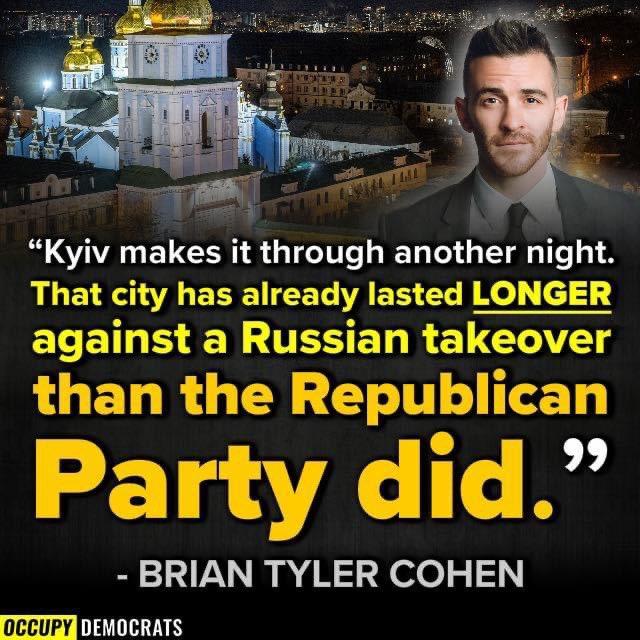 “Kyiv makes it through another night.
That city has already lasted LONGER
against a Russian takeover
than the Republican
Party did.”
- BRIAN TYLER COHEN
OCCUPY DEMOCRATS